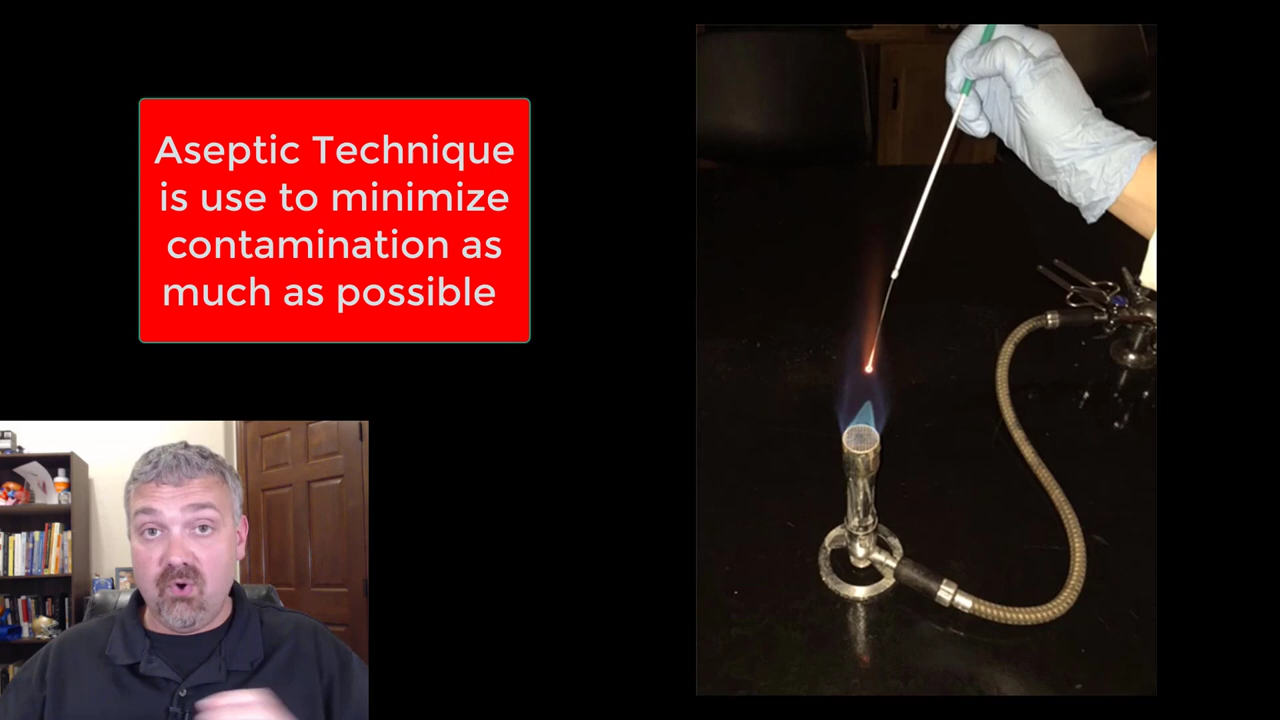 Aseptic Technique
is use to minimize
contamination as
much as possible